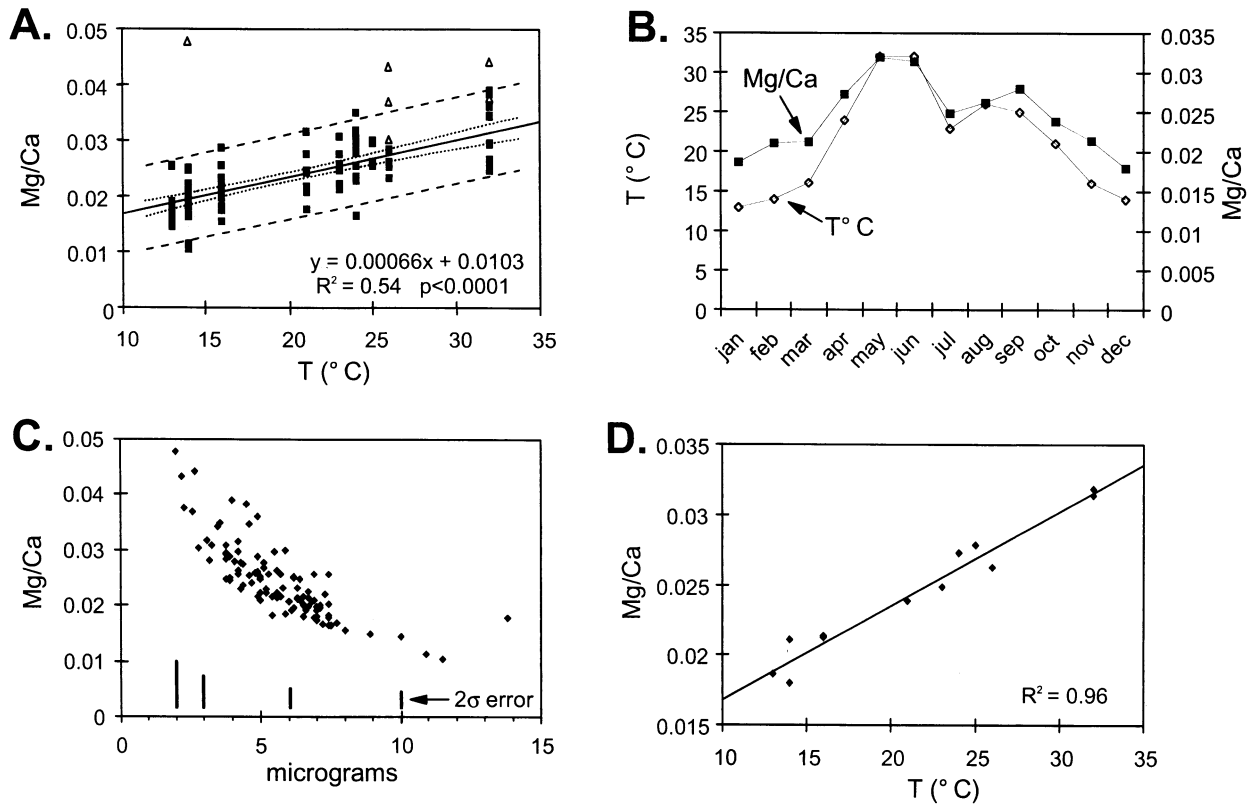 A.
0.05
0.04
0.03
0.02
0.01
0
Mg/Ca
y = 0.00066x + 0.0103
R² = 0.54 p<0.0001
10 15 20 25 30 35
T (° C)
B.
35
30
25
20
15
10
5
0
T (° C)
Mg/Ca
T° C
0.035
0.03
0.025
0.02
0.015
0.01
0.005
0
Mg/Ca
jan feb mar apr may jun jul aug sep oct nov dec
C.
0.05
0.04
0.03
0.02
0.01
0
Mg/Ca
2σ error
0 5 10 15
micrograms
D.
0.035
0.03
0.025
0.02
0.015
Mg/Ca
R² = 0.96
10 15 20 25 30 35
T (° C)